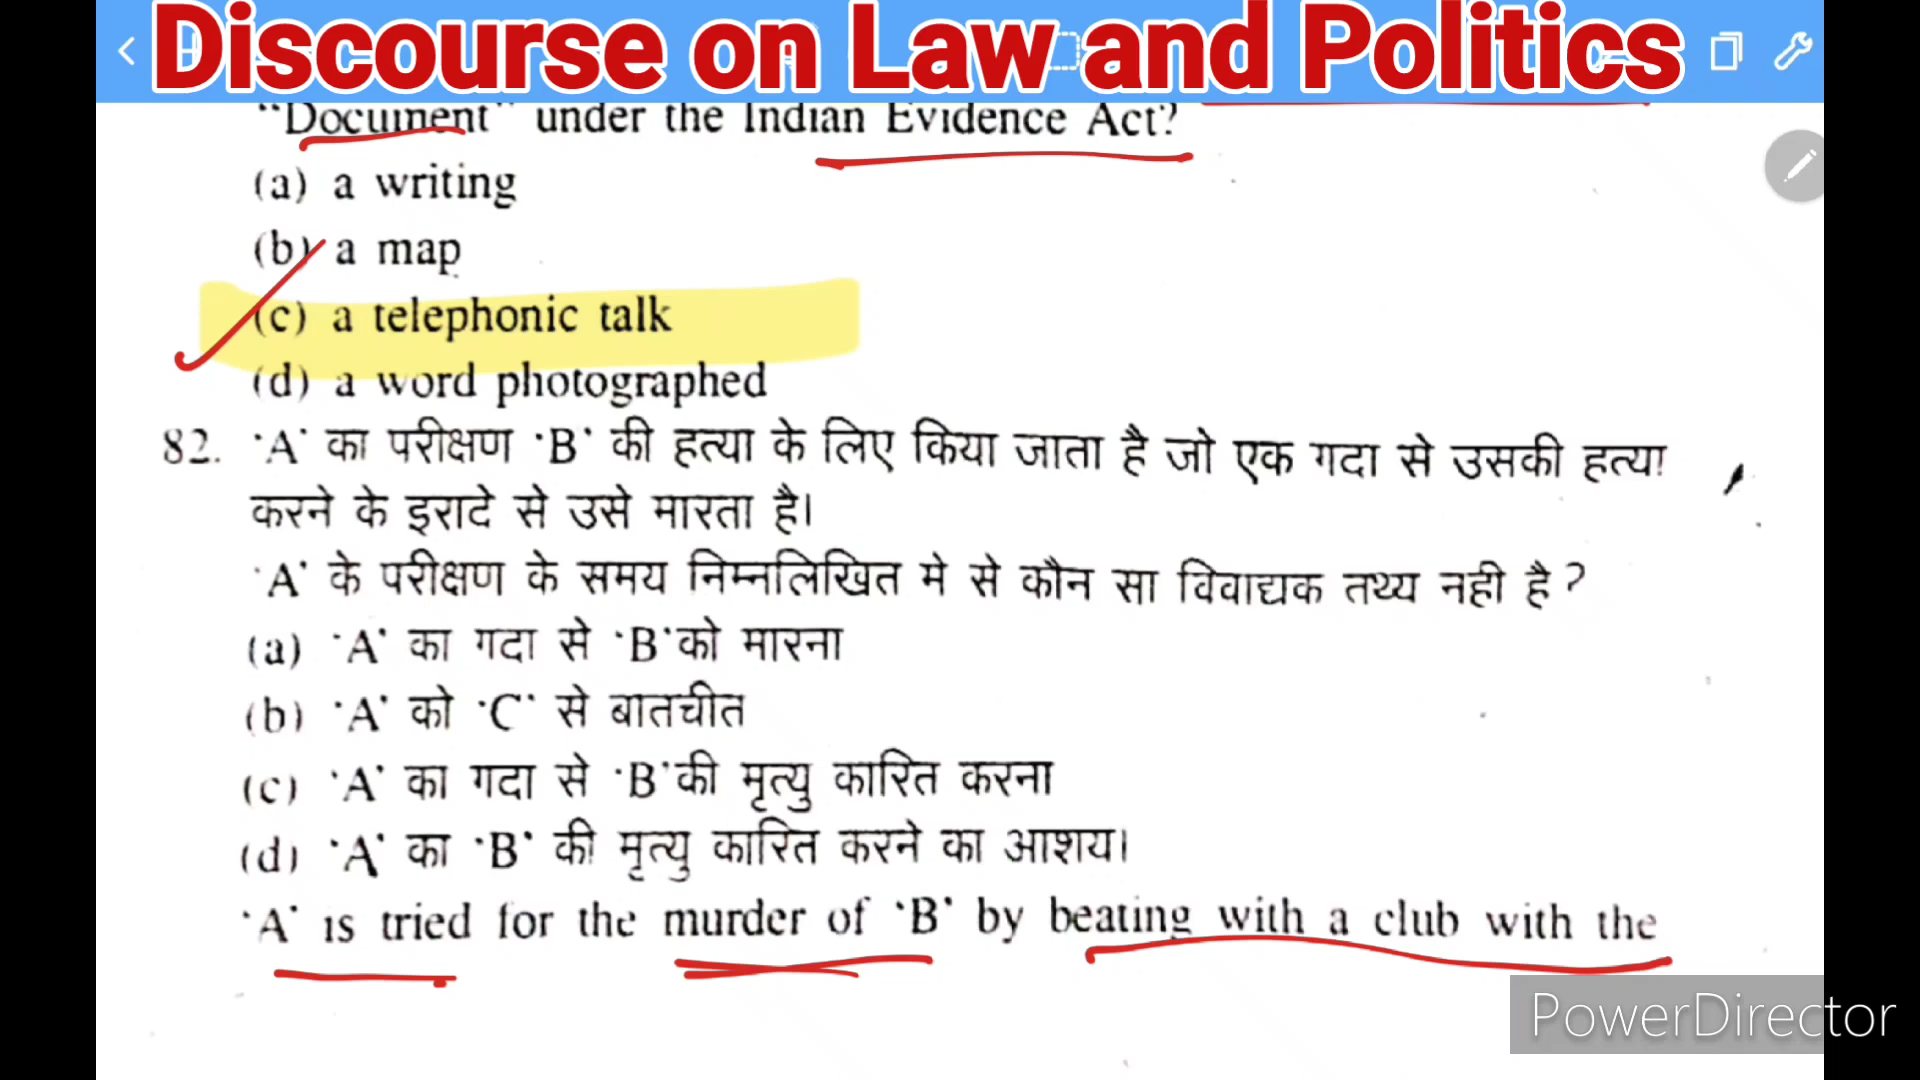 Discourse on Law and Politics
"Document" under the Indian Evidence Act?
(a) a writing
(b) a map
(c) a telephonic talk
(d) a word photographed
82. 'A' का परीक्षण 'B' की हत्या के लिए किया जाता है जो एक गदा से उसकी हत्या
करने के इरादे से उसे मारता है।
'A' के परीक्षण के समय निम्नलिखित मे से कौन सा विवाद्यक तथ्य नही है ?
(a) 'A' का गदा से 'B' को मारना
(b) 'A' को 'C' से बातचीत
(c) 'A' का गदा से 'B' की मृत्यु कारित करना
(d) 'A' का 'B' की मृत्यु कारित करने का आशय।
'A' is tried for the murder of 'B' by beating with a club with the
PowerDirector